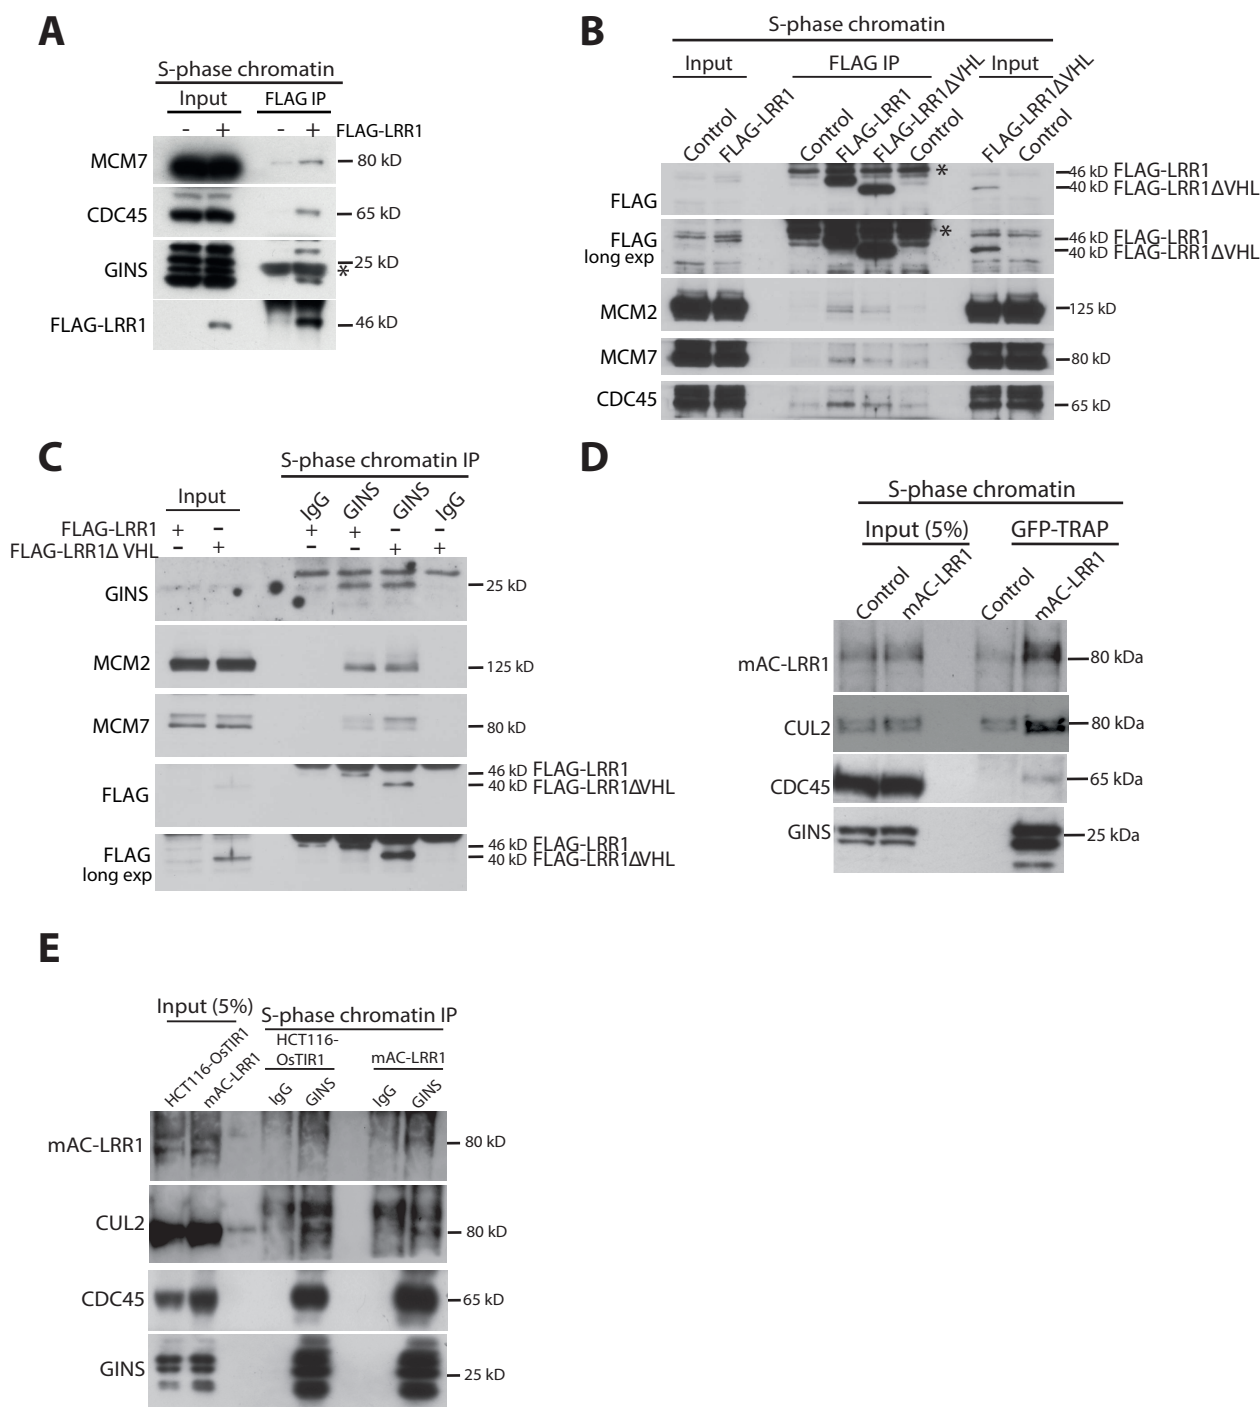 A
S-phase chromatin
Input
FLAG IP
- + - + FLAG-LRR1
MCM7
80 kD
CDC45
65 kD
GINS
25 kD
*
FLAG-LRR1
46 kD
B
S-phase chromatin
Input
FLAG IP
Input
Control
FLAG-LRR1
Control
FLAG-LRR1
FLAG-LRR1ΔVHL
Control
FLAG-LRR1ΔVHL
Control
FLAG
*
46 kD FLAG-LRR1
40 kD FLAG-LRR1ΔVHL
FLAG
long exp
*
46 kD FLAG-LRR1
40 kD FLAG-LRR1ΔVHL
MCM2
125 kD
MCM7
80 kD
CDC45
65 kD
C
S-phase chromatin IP
Input
IgG
GINS
GINS
IgG
FLAG-LRR1 + - + + - -
FLAG-LRR1Δ VHL - + - - + +
GINS
25 kD
MCM2
125 kD
MCM7
80 kD
FLAG
46 kD FLAG-LRR1
40 kD FLAG-LRR1ΔVHL
FLAG
long exp
46 kD FLAG-LRR1
40 kD FLAG-LRR1ΔVHL
D
S-phase chromatin
Input (5%)
GFP-TRAP
Control
mAC-LRR1
Control
mAC-LRR1
mAC-LRR1
80 kDa
CUL2
80 kDa
CDC45
65 kDa
GINS
25 kDa
E
Input (5%)
S-phase chromatin IP
HCT116-OsTIR1
mAC-LRR1
HCT116-
OsTIR1
mAC-LRR1
IgG
GINS
IgG
GINS
mAC-LRR1
80 kD
CUL2
80 kD
CDC45
65 kD
GINS
25 kD